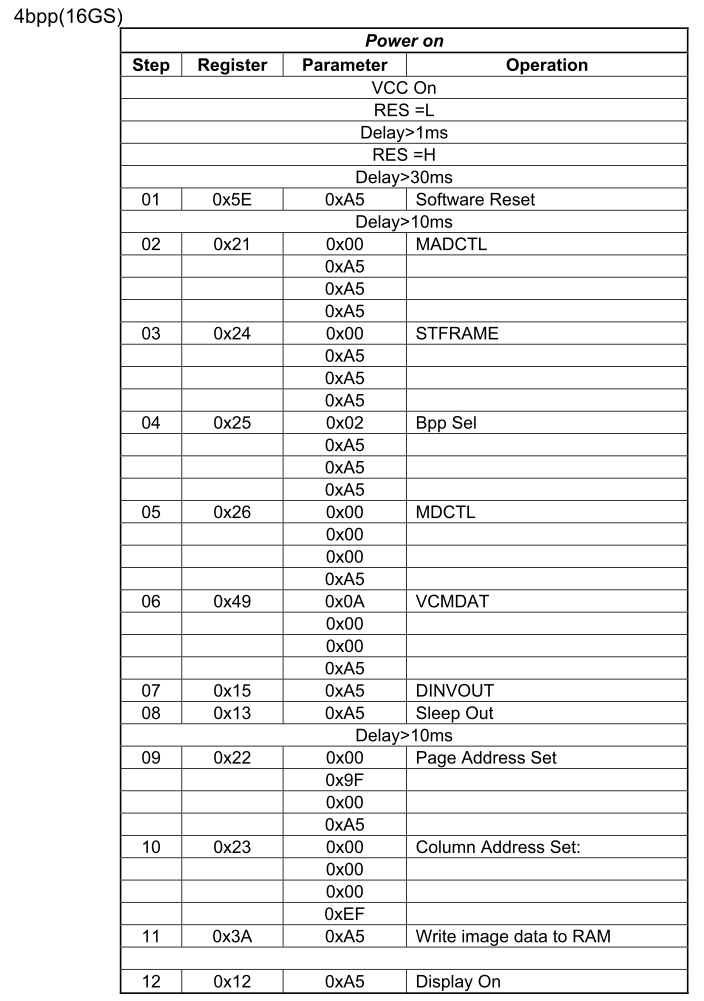 4bpp(16GS)
Power on
Step Register Parameter Operation
VCC On
RES =L
Delay>1ms
RES =H
Delay>30ms
01 0x5E 0xA5 Software Reset
Delay>10ms
02 0x21 0x00 MADCTL
0xA5
0xA5
0xA5
03 0x24 0x00 STFRAME
0xA5
0xA5
0xA5
04 0x25 0x02 Bpp Sel
0xA5
0xA5
0xA5
05 0x26 0x00 MDCTL
0x00
0x00
0xA5
06 0x49 0x0A VCMDAT
0x00
0x00
0xA5
07 0x15 0xA5 DINVOUT
08 0x13 0xA5 Sleep Out
Delay>10ms
09 0x22 0x00 Page Address Set
0x9F
0x00
0xA5
10 0x23 0x00 Column Address Set:
0x00
0x00
0xEF
11 0x3A 0xA5 Write image data to RAM
12 0x12 0xA5 Display On